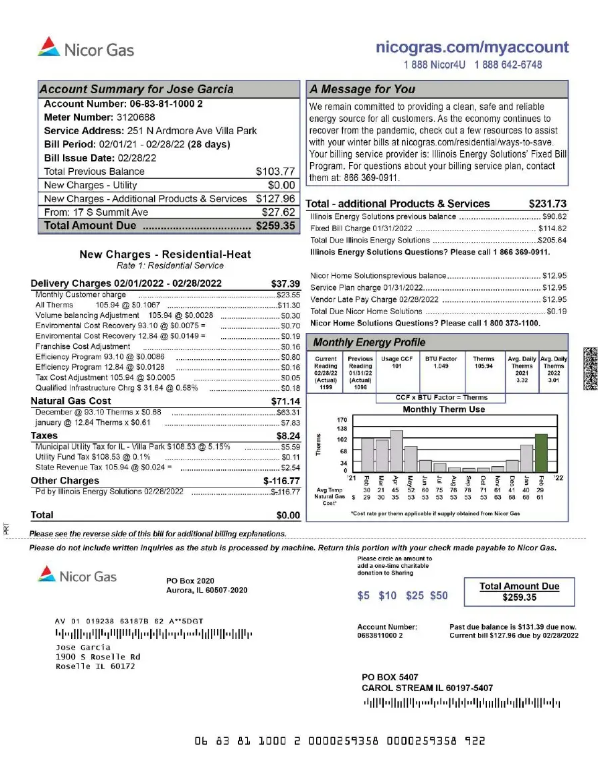 Nicor Gas
nicogras.com/myaccount
1 888 Nicor4U 1 888 642-6748
Account Summary for Jose Garcia
Account Number: 06-83-81-1000 2
Meter Number: 3120688
Service Address: 251 N Ardmore Ave Villa Park
Bill Period: 02/01/21 - 02/28/22 (28 days)
Bill Issue Date: 02/28/22
Total Previous Balance $103.77
New Charges - Utility $0.00
New Charges - Additional Products & Services $127.96
From: 17 S Summit Ave $27.62
Total Amount Due $259.35
New Charges - Residential-Heat
Rate 1: Residential Service
Delivery Charges 02/01/2022 - 02/28/2022 $37.39
Monthly Customer charge $23.55
All Therms 105.94 @ $0.1067 $11.30
Volume balancing Adjustment 105.94 @ $0.0028 $0.30
Enviromental Cost Recovery 93.10 @ $0.0075 = $0.70
Enviromental Cost Recovery 12.84 @ $0.0149 = $0.19
Franchise Cost Adjustment $0.16
Efficiency Program 93.10 @ $0.0086 $0.80
Efficiency Program 12.84 @ $0.0128 $0.16
Tax Cost Adjustment 105.94 @ $0.0005 $0.05
Qualified Infrastructure Chrg $ 31.64 @ 0.58% $0.18
Natural Gas Cost $71.14
December @ 93.10 Therms x $0.68 $63.31
january @ 12.84 Therms x $0.61 $7.83
Taxes $8.24
Municipal Utility Tax for IL - Villa Park $108.53 @ 5.15% $5.59
Utility Fund Tax $108.53 @ 0.1% $0.11
State Revenue Tax 105.94 @ $0.024 = $2.54
Other Charges $-116.77
Pd by Illinois Energy Solutions 02/28/2022 $-116.77
Total $0.00
A Message for You
We remain committed to providing a clean, safe and reliable
energy source for all customers. As the economy continues to
recover from the pandemic, check out a few resources to assist
with your winter bills at nicorgas.com/residential/ways-to-save.
Your billing service provider is: Illinois Energy Solutions' Fixed Bill
Program. For questions about your billing service plan, contact
them at: 866 369-0911.
Total - additional Products & Services $231.73
Illinois Energy Solutions previous balance $90.62
Fixed Bill Charge 01/31/2022 $114.62
Total Due Illinois Energy Solutions $205.64
Illinois Energy Solutions Questions? Please call 1 866 369-0911.
Nicor Home Solutionsprevious balance $12.95
Service Plan charge 01/31/2022 $12.95
Vendor Late Pay Charge 02/28/2022 $12.95
Total Due Nicor Home Solutions $0.19
Nicor Home Solutions Questions? Please call 1 800 373-1100.
Monthly Energy Profile
Current Reading 02/28/22 (Actual) 1199
Previous Reading 01/31/22 (Actual) 1098
Usage CCF 101
BTU Factor 1.049
Therms 105.94
Avg. Daily Therms 2021 3.22
Avg. Daily Therms 2022 3.01
CCF x BTU Factor = Therms
Monthly Therm Use
Therms
170
138
102
68
34
0
'21 Feb Mar Apr May Jun Jul Aug Sep Oct Nov Dec Jan Feb '22
Avg Temp 30 21 45 52 60 75 76 78 71 61 41 40 29
Natural Gas Cost* $ 29 30 35 35 53 55 53 53 63 68 68 61
*Cost rate per therm applicable if supply obtained from Nicor Gas
PRT
Please see the reverse side of this bill for additional billing explanations.
Please do not include written inquiries as the stub is processed by machine. Return this portion with your check made payable to Nicor Gas.
Nicor Gas
PO Box 2020
Aurora, IL 60507-2020
Please circle an amount to
add a one-time charitable
donation to Sharing
$5 $10 $25 $50
Total Amount Due
$259.35
AV 01 019238 63187B 62 A**5DGT
Jose Garcia
1900 S Roselle Rd
Roselle IL 60172
Account Number:
0683811000 2
Past due balance is $131.39 due now.
Current bill $127.96 due by 02/28/2022
PO BOX 5407
CAROL STREAM IL 60197-5407
06 83 81 1000 2 0000259358 0000259358 922